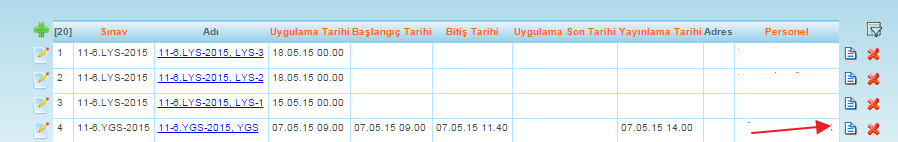 [20] Sınav Adı Uygulama Tarihi Başlangıç Tarihi Bitiş Tarihi Uygulama Son Tarihi Yayınlama Tarihi Adres Personel
1 11-6.LYS-2015 11-6.LYS-2015, LYS-3 18.05.15 00.00
2 11-6.LYS-2015 11-6.LYS-2015, LYS-2 18.05.15 00.00
3 11-6.LYS-2015 11-6.LYS-2015, LYS-1 15.05.15 00.00
4 11-6.YGS-2015 11-6.YGS-2015, YGS 07.05.15 09.00 07.05.15 09.00 07.05.15 11.40 07.05.15 14.00